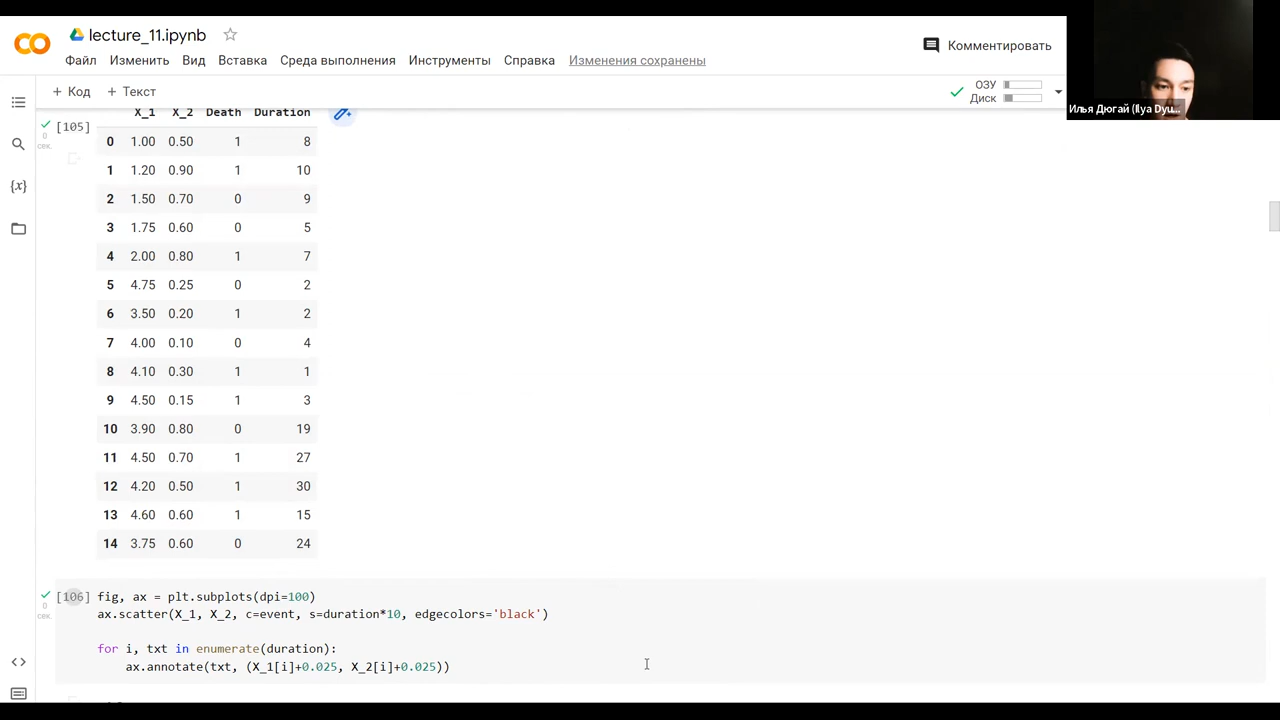 lecture_11.ipynb
Комментировать
Файл Изменить Вид Вставка Среда выполнения Инструменты Справка Изменения сохранены
+ Код + Текст
ОЗУ
Диск
Илья Дюгай (Ilya Dyu...
X_1 X_2 Death Duration
[105]
0
сек.
0 1.00 0.50 1 8
1 1.20 0.90 1 10
2 1.50 0.70 0 9
3 1.75 0.60 0 5
4 2.00 0.80 1 7
5 4.75 0.25 0 2
6 3.50 0.20 1 2
7 4.00 0.10 0 4
8 4.10 0.30 1 1
9 4.50 0.15 1 3
10 3.90 0.80 0 19
11 4.50 0.70 1 27
12 4.20 0.50 1 30
13 4.60 0.60 1 15
14 3.75 0.60 0 24
[106] fig, ax = plt.subplots(dpi=100)
0
сек.
ax.scatter(X_1, X_2, c=event, s=duration*10, edgecolors='black')
for i, txt in enumerate(duration):
ax.annotate(txt, (X_1[i]+0.025, X_2[i]+0.025))